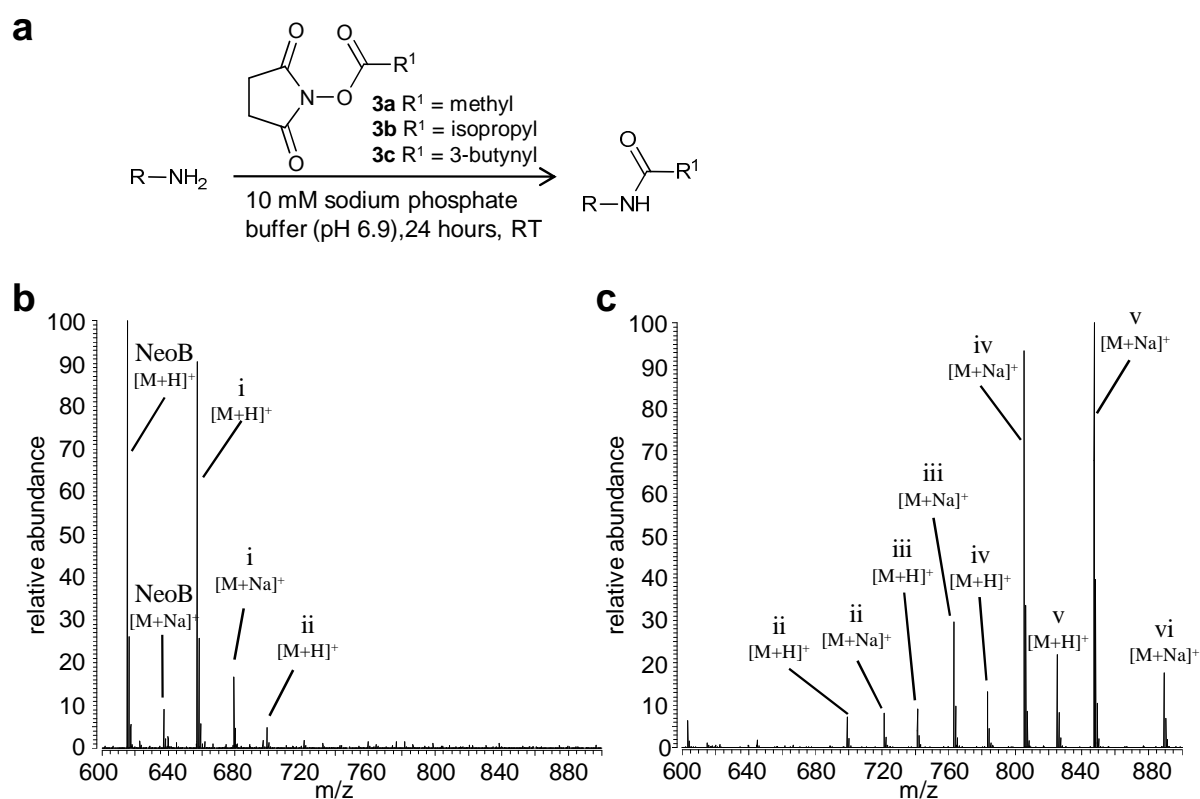 a
O
O
O
R¹
N
O
O
3a R¹ = methyl
3b R¹ = isopropyl
3c R¹ = 3-butynyl
R
NH₂
10 mM sodium phosphate
buffer (pH 6.9),24 hours, RT
O
R¹
R
NH
b
relative abundance
100
90
80
70
60
50
40
30
20
10
0
600
640
680
720
760
800
840
880
m/z
NeoB
[M+H]⁺
i
[M+H]⁺
NeoB
[M+Na]⁺
i
[M+Na]⁺
ii
[M+H]⁺
c
relative abundance
100
90
80
70
60
50
40
30
20
10
0
600
640
680
720
760
800
840
880
m/z
ii
[M+H]⁺
ii
[M+Na]⁺
iii
[M+H]⁺
iii
[M+Na]⁺
iv
[M+H]⁺
iv
[M+Na]⁺
v
[M+H]⁺
v
[M+Na]⁺
vi
[M+Na]⁺